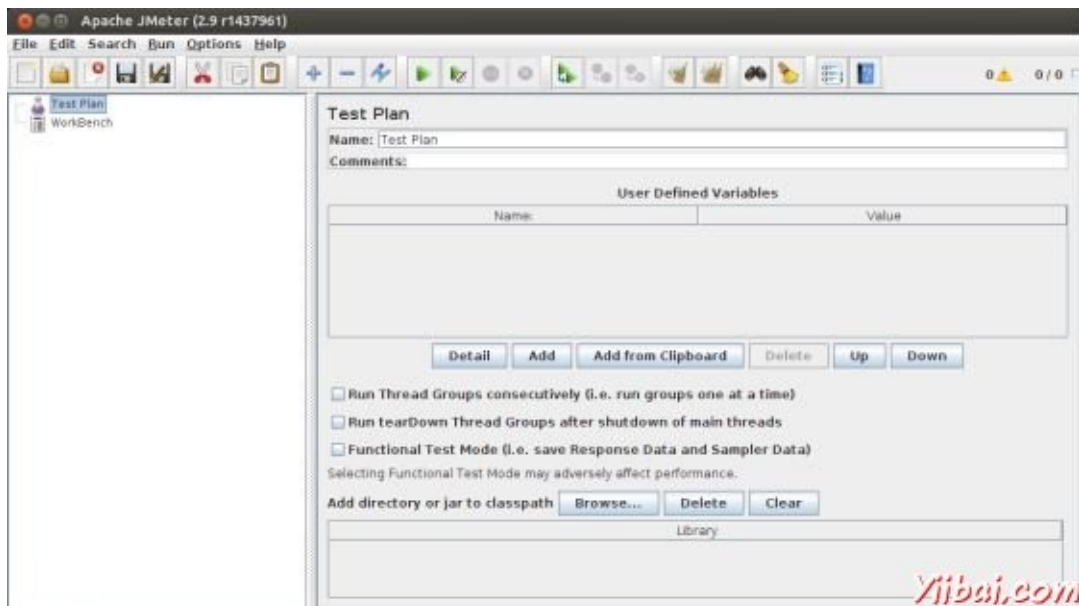 Apache JMeter (2.9 r1437961)
File Edit Search Run Options Help
0 0 / 0
Test Plan
WorkBench
Test Plan
Name: Test Plan
Comments:
User Defined Variables
Name: Value
Detail Add Add from Clipboard Delete Up Down
Run Thread Groups consecutively (i.e. run groups one at a time)
Run tearDown Thread Groups after shutdown of main threads
Functional Test Mode (i.e. save Response Data and Sampler Data)
Selecting Functional Test Mode may adversely affect performance.
Add directory or jar to classpath Browse... Delete Clear
Library
Yiibai.com